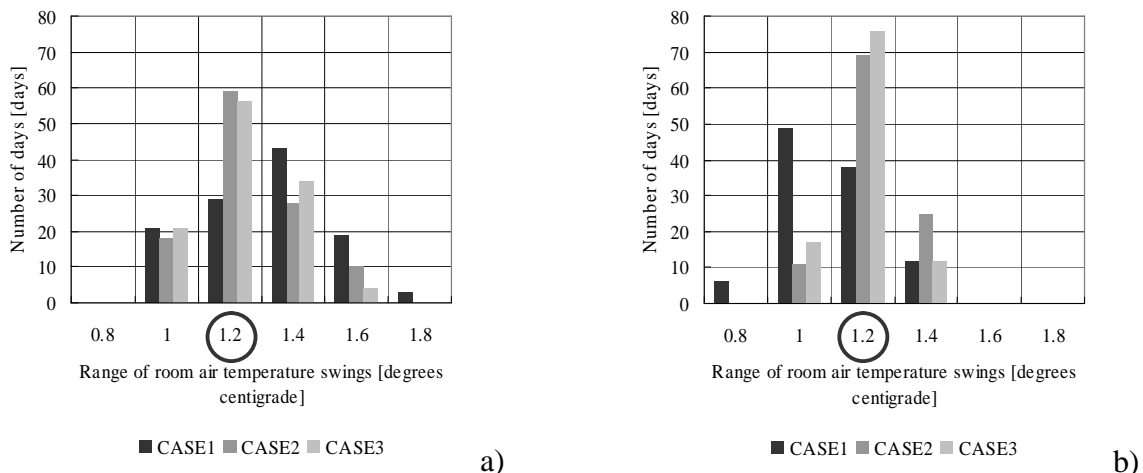 80
70
60
50
40
30
20
10
0
Number of days [days]
0.8 1 1.2 1.4 1.6 1.8
Range of room air temperature swings [degrees
centigrade]
CASE1 CASE2 CASE3
a)
80
70
60
50
40
30
20
10
0
Number of days [days]
0.8 1 1.2 1.4 1.6 1.8
Range of room air temperature swings [degrees
centigrade]
CASE1 CASE2 CASE3
b)